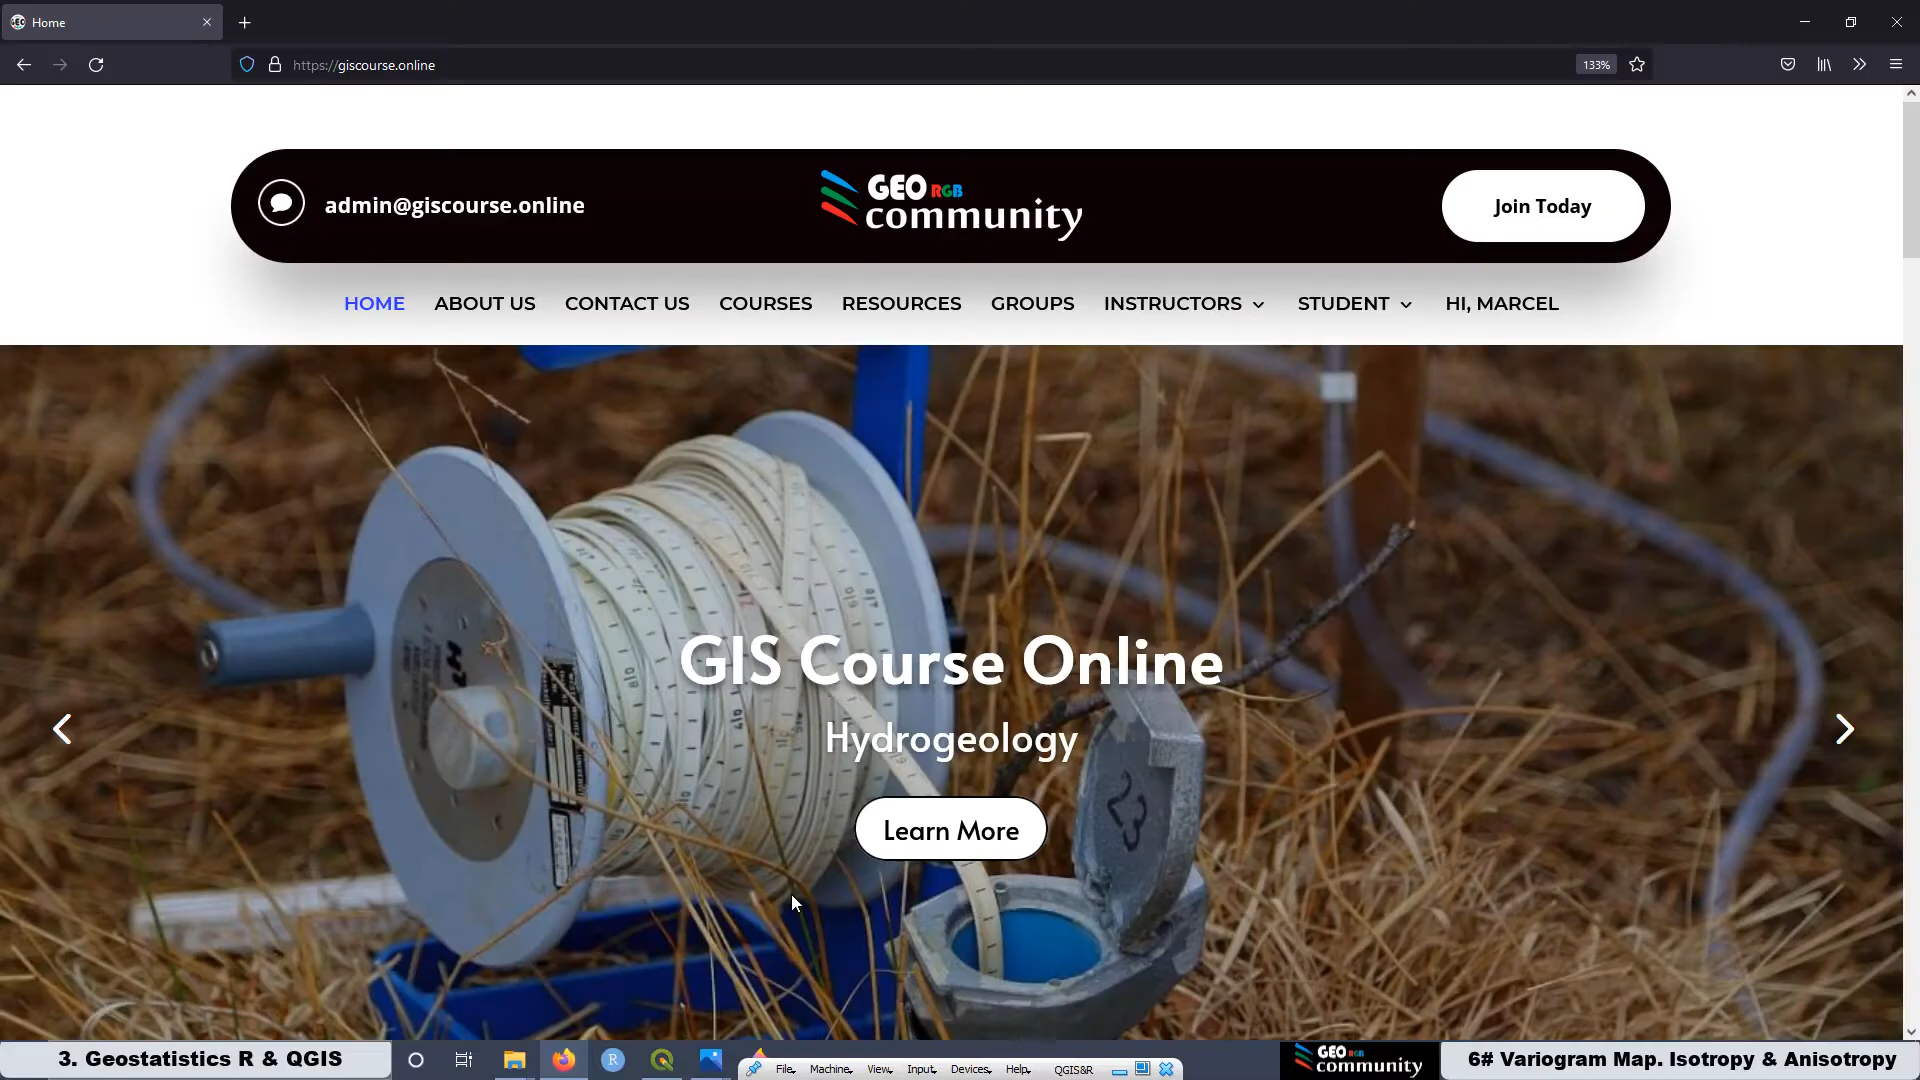 Home
https://giscourse.online
133%
admin@giscourse.online
GEO RGB
community
Join Today
HOME
ABOUT US
CONTACT US
COURSES
RESOURCES
GROUPS
INSTRUCTORS
STUDENT
HI, MARCEL
GIS Course Online
Hydrogeology
Learn More
23
3. Geostatistics R & QGIS
File
Machine
View
Input
Devices
Help
QGIS&R
GEO RGB
community
6# Variogram Map. Isotropy & Anisotropy